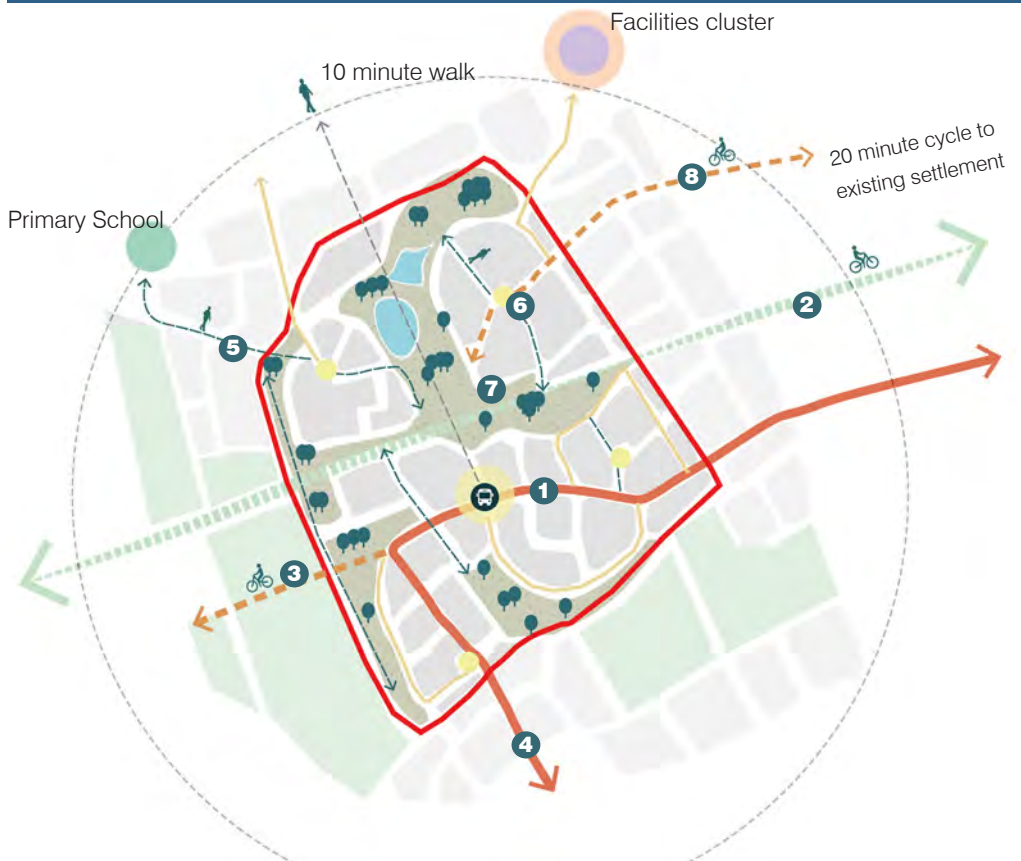 Facilities cluster
10 minute walk
20 minute cycle to
existing settlement
8
Primary School
2
6
5
7
1
3
4